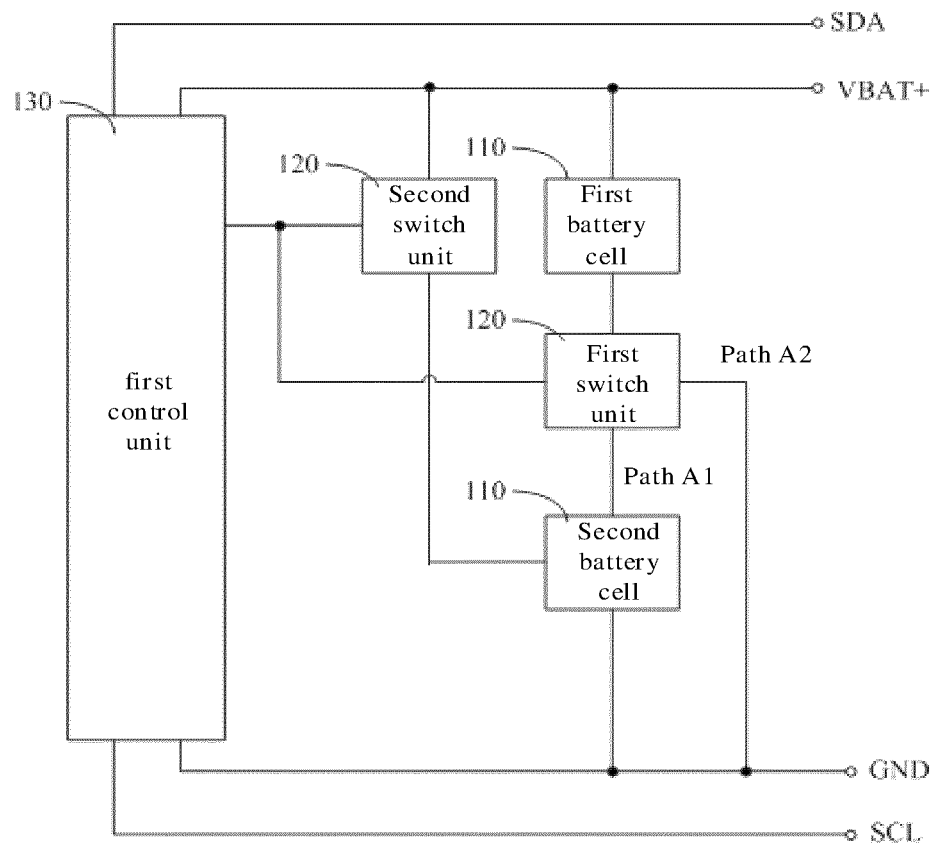 SDA
VBAT+
130
120
110
Second
switch
unit
First
battery
cell
120
First
switch
unit
Path A2
first
control
unit
Path A1
110
Second
battery
cell
GND
SCL